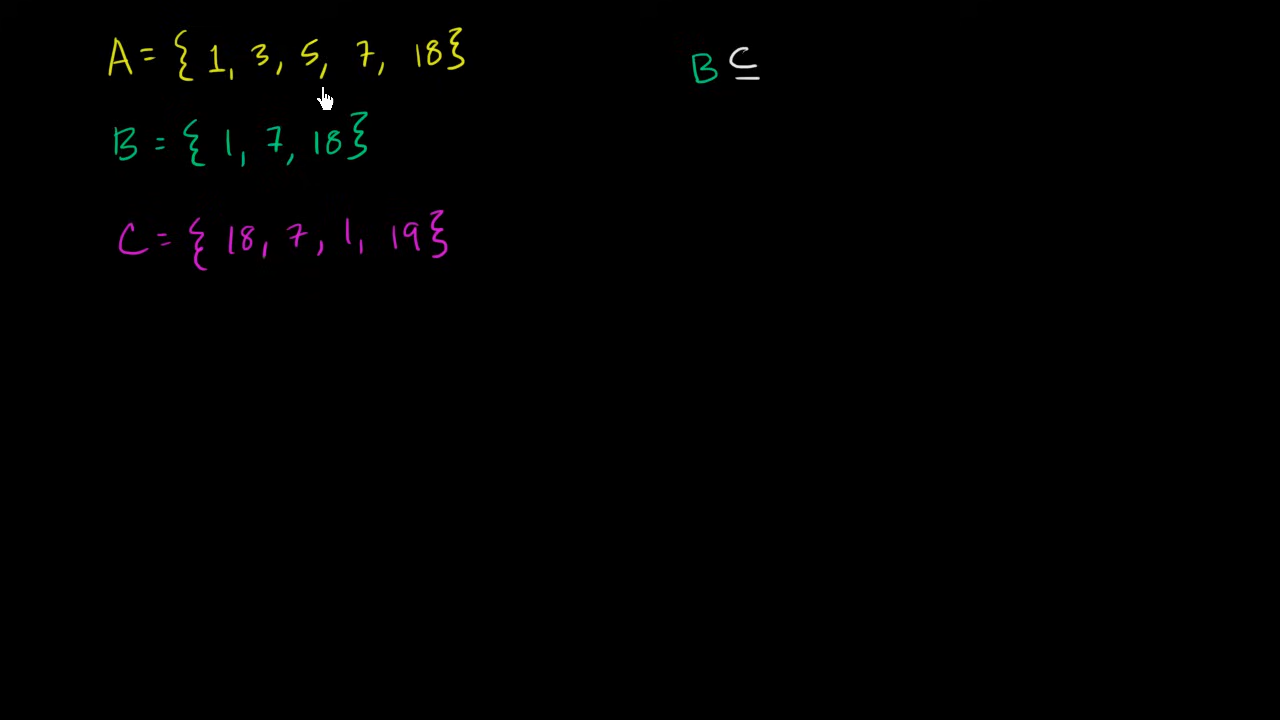 A = { 1, 3, 5, 7, 18}
B ⊆
B = { 1, 7, 18}
C = { 18, 7, 1, 19}